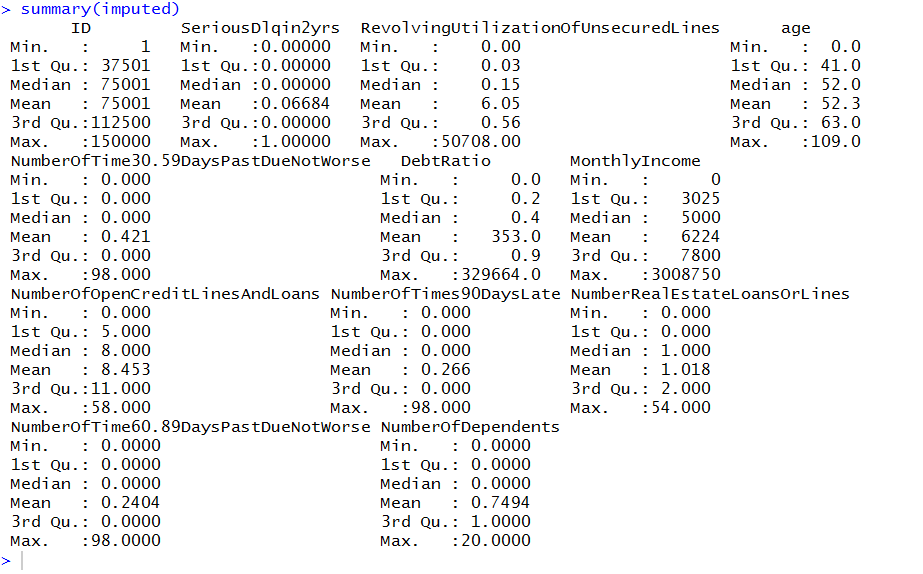 > summary(imputed)
       ID         SeriousDlqin2yrs  RevolvingUtilizationOfUnsecuredLines      age
 Min.   :     1   Min.   :0.00000   Min.   :    0.00                     Min.   :  0.0
 1st Qu.: 37501   1st Qu.:0.00000   1st Qu.:    0.03                     1st Qu.: 41.0
 Median : 75001   Median :0.00000   Median :    0.15                     Median : 52.0
 Mean   : 75001   Mean   :0.06684   Mean   :    6.05                     Mean   : 52.3
 3rd Qu.:112500   3rd Qu.:0.00000   3rd Qu.:    0.56                     3rd Qu.: 63.0
 Max.   :150000   Max.   :1.00000   Max.   :50708.00                     Max.   :109.0
 NumberOfTime30.59DaysPastDueNotWorse   DebtRatio        MonthlyIncome
 Min.   : 0.000                       Min.   :     0.0   Min.   :      0
 1st Qu.: 0.000                       1st Qu.:     0.2   1st Qu.:   3025
 Median : 0.000                       Median :     0.4   Median :   5000
 Mean   : 0.421                       Mean   :   353.0   Mean   :   6224
 3rd Qu.: 0.000                       3rd Qu.:     0.9   3rd Qu.:   7800
 Max.   :98.000                       Max.   :329664.0   Max.   :3008750
 NumberOfOpenCreditLinesAndLoans NumberOfTimes90DaysLate NumberRealEstateLoansOrLines
 Min.   : 0.000                  Min.   : 0.000          Min.   : 0.000
 1st Qu.: 5.000                  1st Qu.: 0.000          1st Qu.: 0.000
 Median : 8.000                  Median : 0.000          Median : 1.000
 Mean   : 8.453                  Mean   : 0.266          Mean   : 1.018
 3rd Qu.:11.000                  3rd Qu.: 0.000          3rd Qu.: 2.000
 Max.   :58.000                  Max.   :98.000          Max.   :54.000
 NumberOfTime60.89DaysPastDueNotWorse NumberOfDependents
 Min.   : 0.0000                      Min.   : 0.0000
 1st Qu.: 0.0000                      1st Qu.: 0.0000
 Median : 0.0000                      Median : 0.0000
 Mean   : 0.2404                      Mean   : 0.7494
 3rd Qu.: 0.0000                      3rd Qu.: 1.0000
 Max.   :98.0000                      Max.   :20.0000
>